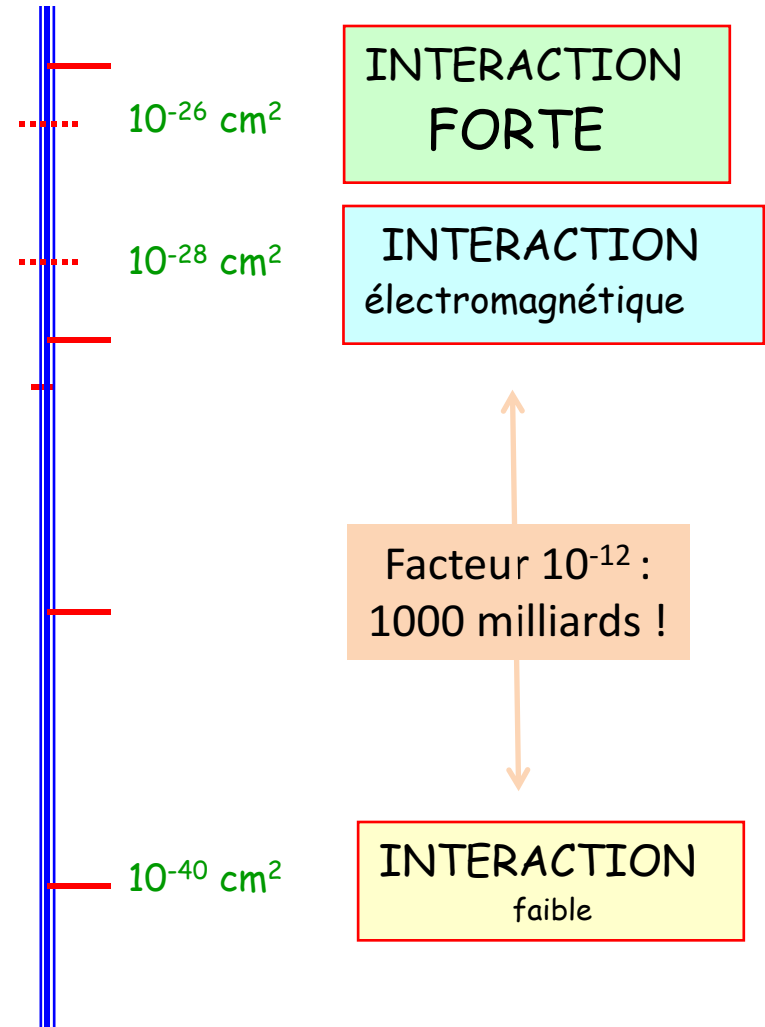 INTERACTION
FORTE
10⁻²⁶ cm²
INTERACTION
électromagnétique
10⁻²⁸ cm²
Facteur 10⁻¹² :
1000 milliards !
INTERACTION
faible
10⁻⁴⁰ cm²